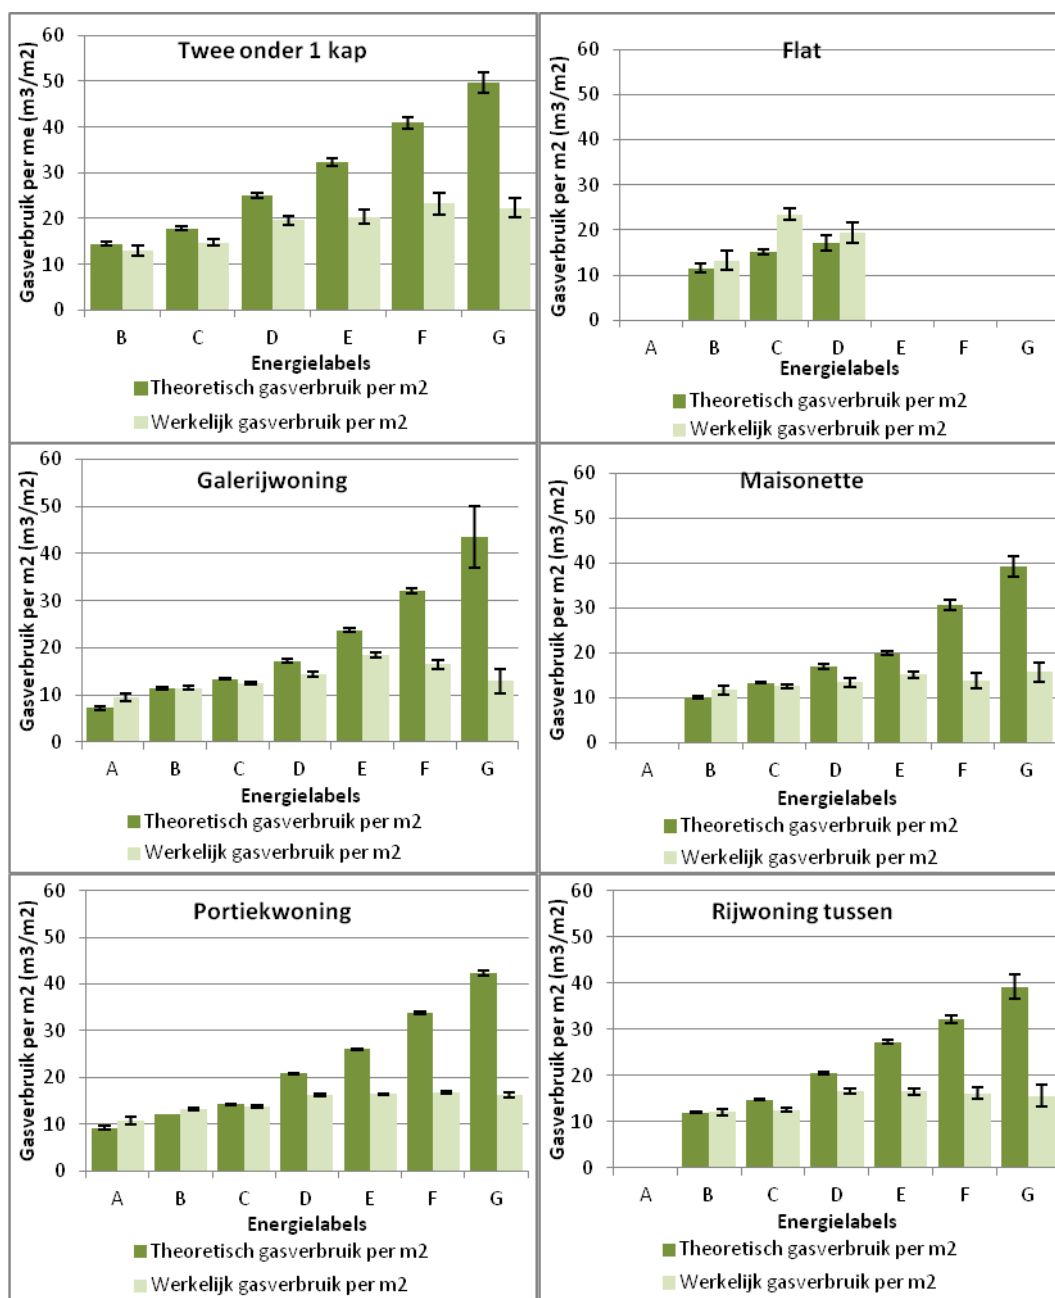 Twee onder 1 kap
Gasverbruik per me (m3/m2)
60
50
40
30
20
10
0
B C D E F G
Energielabels
Theoretisch gasverbruik per m2
Werkelijk gasverbruik per m2
Flat
Gasverbruik per m2 (m3/m2)
60
50
40
30
20
10
0
A B C D E F G
Energielabels
Theoretisch gasverbruik per m2
Werkelijk gasverbruik per m2
Galerijwoning
Gasverbruik per m2 (m3/m2)
60
50
40
30
20
10
0
A B C D E F G
Energielabels
Theoretisch gasverbruik per m2
Werkelijk gasverbruik per m2
Maisonette
Gasverbruik per m2 (m3/m2)
60
50
40
30
20
10
0
A B C D E F G
Energielabels
Theoretisch gasverbruik per m2
Werkelijk gasverbruik per m2
Portiekwoning
Gasverbruik per m2 (m3/m2)
60
50
40
30
20
10
0
A B C D E F G
Energielabels
Theoretisch gasverbruik per m2
Werkelijk gasverbruik per m2
Rijwoning tussen
Gasverbruik per m2 (m3/m2)
60
50
40
30
20
10
0
A B C D E F G
Energielabels
Theoretisch gasverbruik per m2
Werkelijk gasverbruik per m2